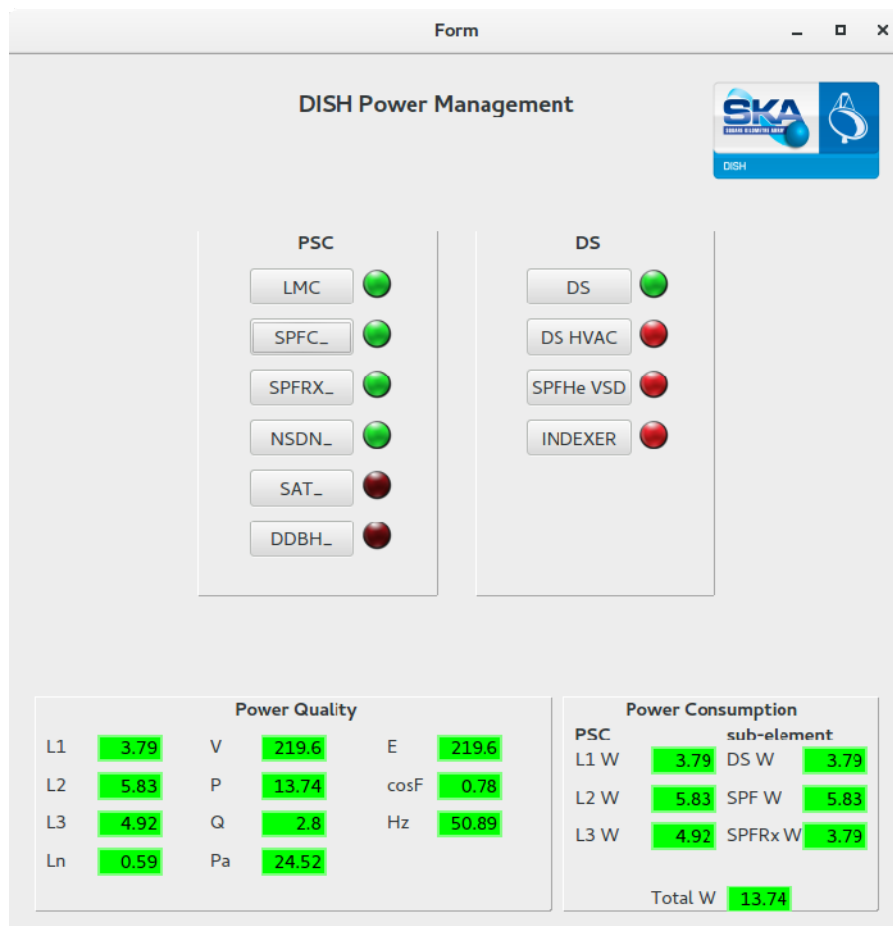 Form
DISH Power Management
SKA
SQUARE KILOMETRE ARRAY
DISH
PSC
LMC
SPFC_
SPFRX_
NSDN_
SAT_
DDBH_
DS
DS
DS HVAC
SPFHe VSD
INDEXER
Power Quality
L1 3.79 V 219.6 E 219.6
L2 5.83 P 13.74 cosF 0.78
L3 4.92 Q 2.8 Hz 50.89
Ln 0.59 Pa 24.52
Power Consumption
PSC sub-element
L1 W 3.79 DS W 3.79
L2 W 5.83 SPF W 5.83
L3 W 4.92 SPFRx W 3.79
Total W 13.74